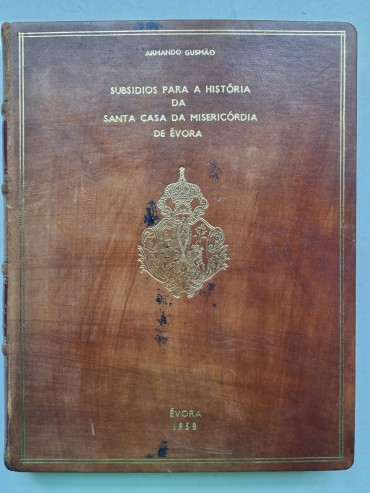 ARMANDO GUSMÃO
SUBSIDIOS PARA A HISTÓRIA
DA
SANTA CASA DA MISERICÓRDIA
DE ÉVORA
ÉVORA
1958